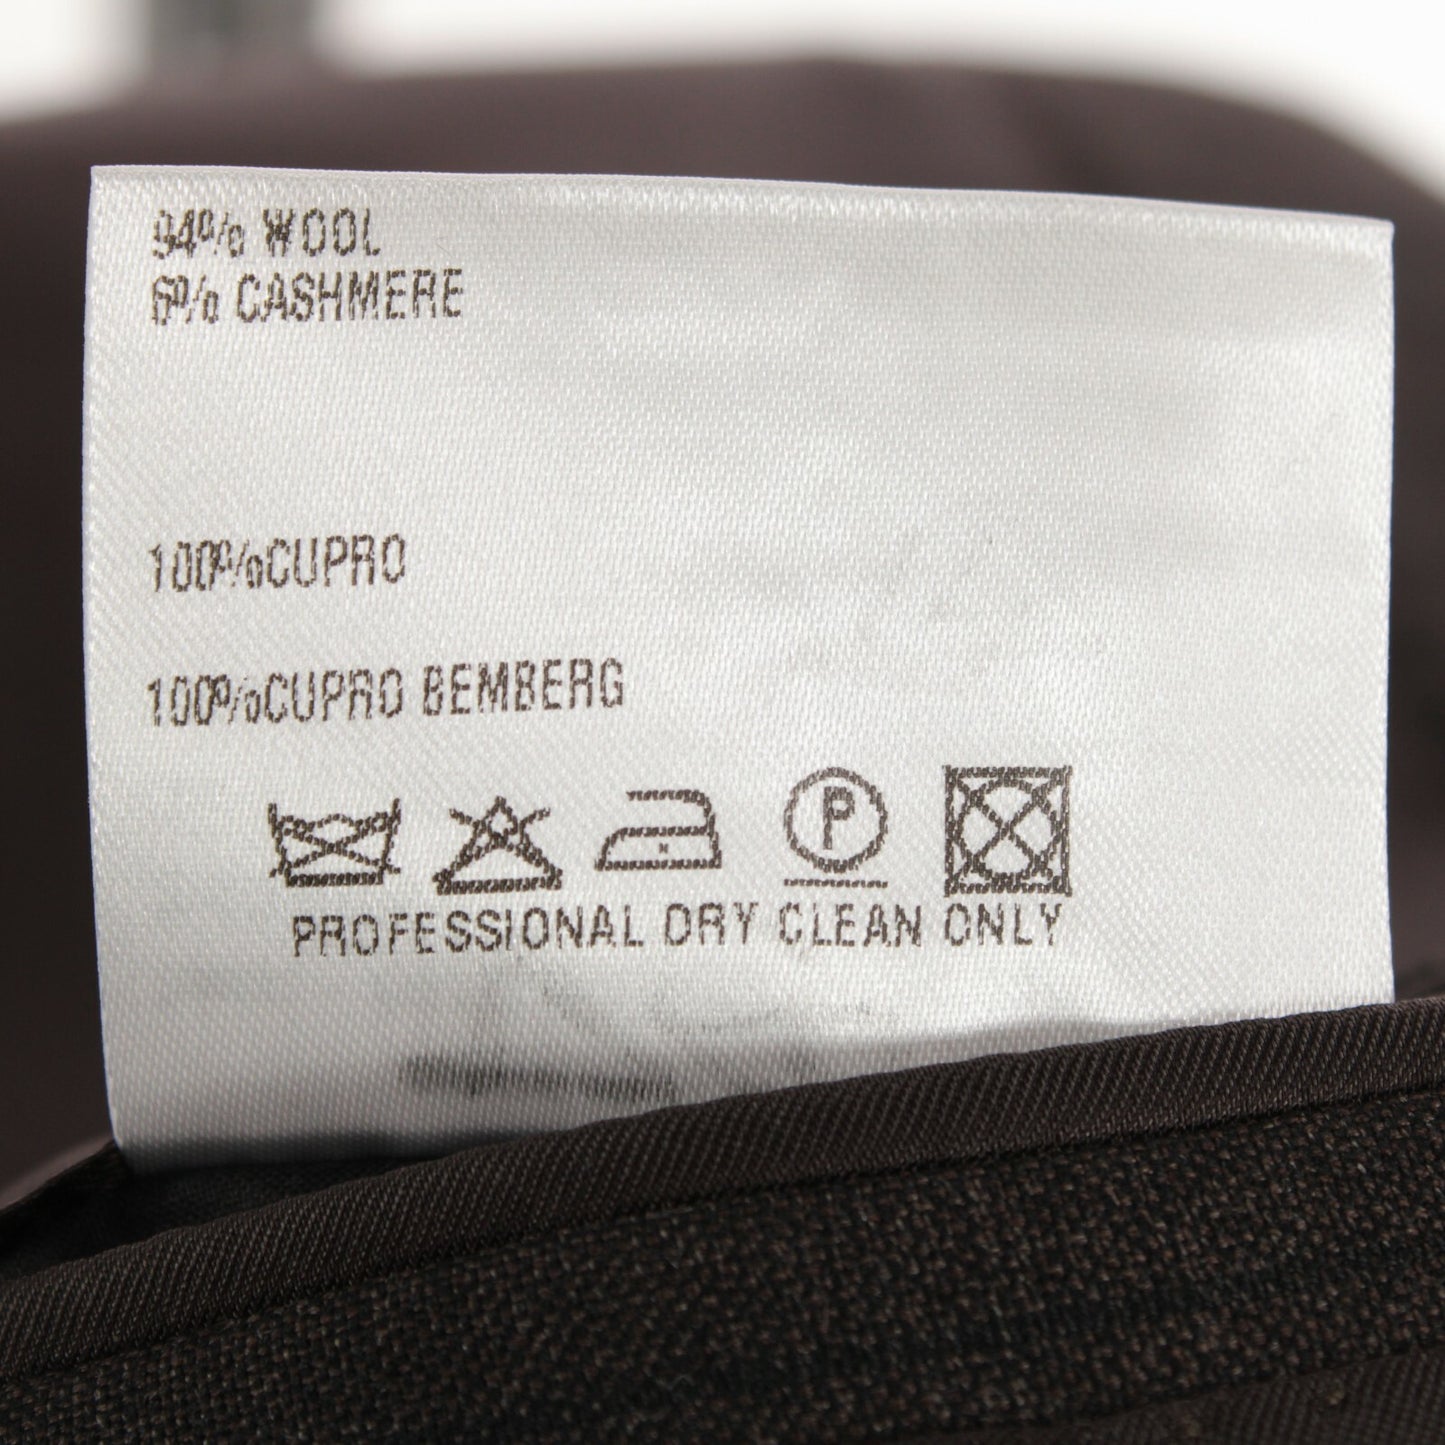 94% WOOL
6% CASHMERE
100%CUPRO
100%CUPRO BEMBERG
P
PROFESSIONAL DRY CLEAN ONLY